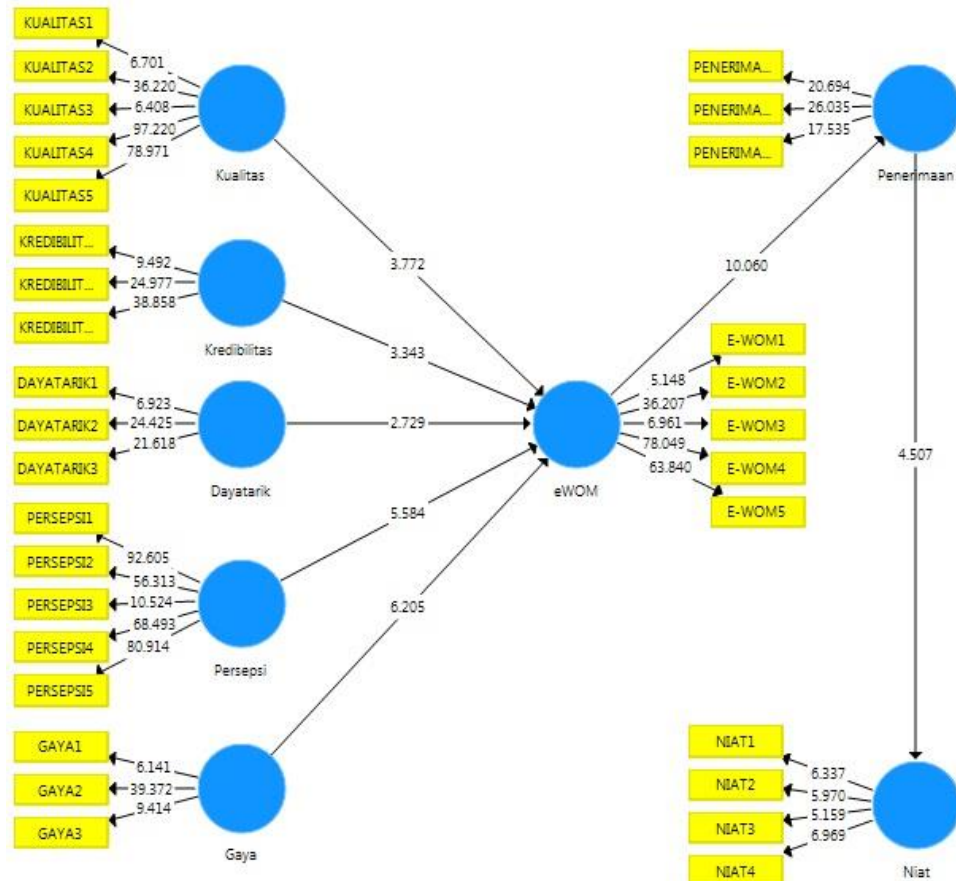 KUALITAS1
KUALITAS2
KUALITAS3
KUALITAS4
KUALITAS5
6.701
36.220
6.408
97.220
78.971
Kualitas
KREDIBILIT...
KREDIBILIT...
KREDIBILIT...
9.492
24.977
38.858
Kredibilitas
DAYATARIK1
DAYATARIK2
DAYATARIK3
6.923
24.425
21.618
Dayatarik
PERSEPSI1
PERSEPSI2
PERSEPSI3
PERSEPSI4
PERSEPSI5
92.605
56.313
10.524
68.493
80.914
Persepsi
GAYA1
GAYA2
GAYA3
6.141
39.372
9.414
Gaya
3.772
3.343
2.729
5.584
6.205
eWOM
5.148
36.207
6.961
78.049
63.840
E-WOM1
E-WOM2
E-WOM3
E-WOM4
E-WOM5
10.060
PENERIMA...
PENERIMA...
PENERIMA...
20.694
26.035
17.535
Penerimaan
4.507
NIAT1
NIAT2
NIAT3
NIAT4
6.337
5.970
5.159
6.969
Niat